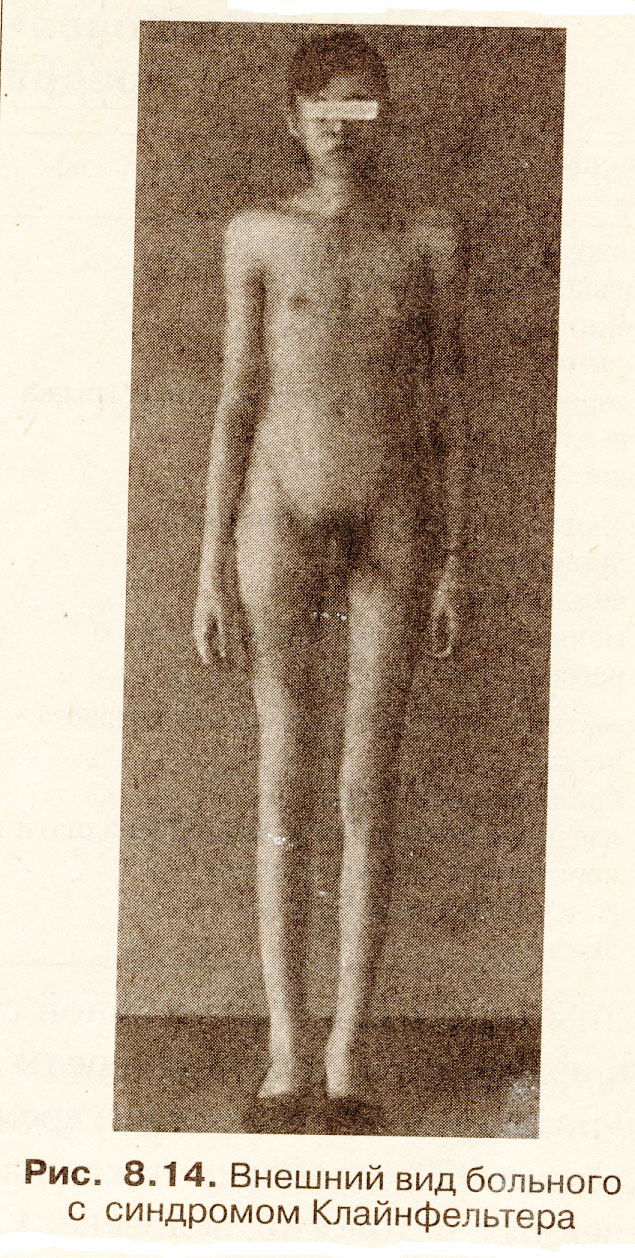 Рис. 8.14. Внешний вид больного
с синдромом Клайнфельтера